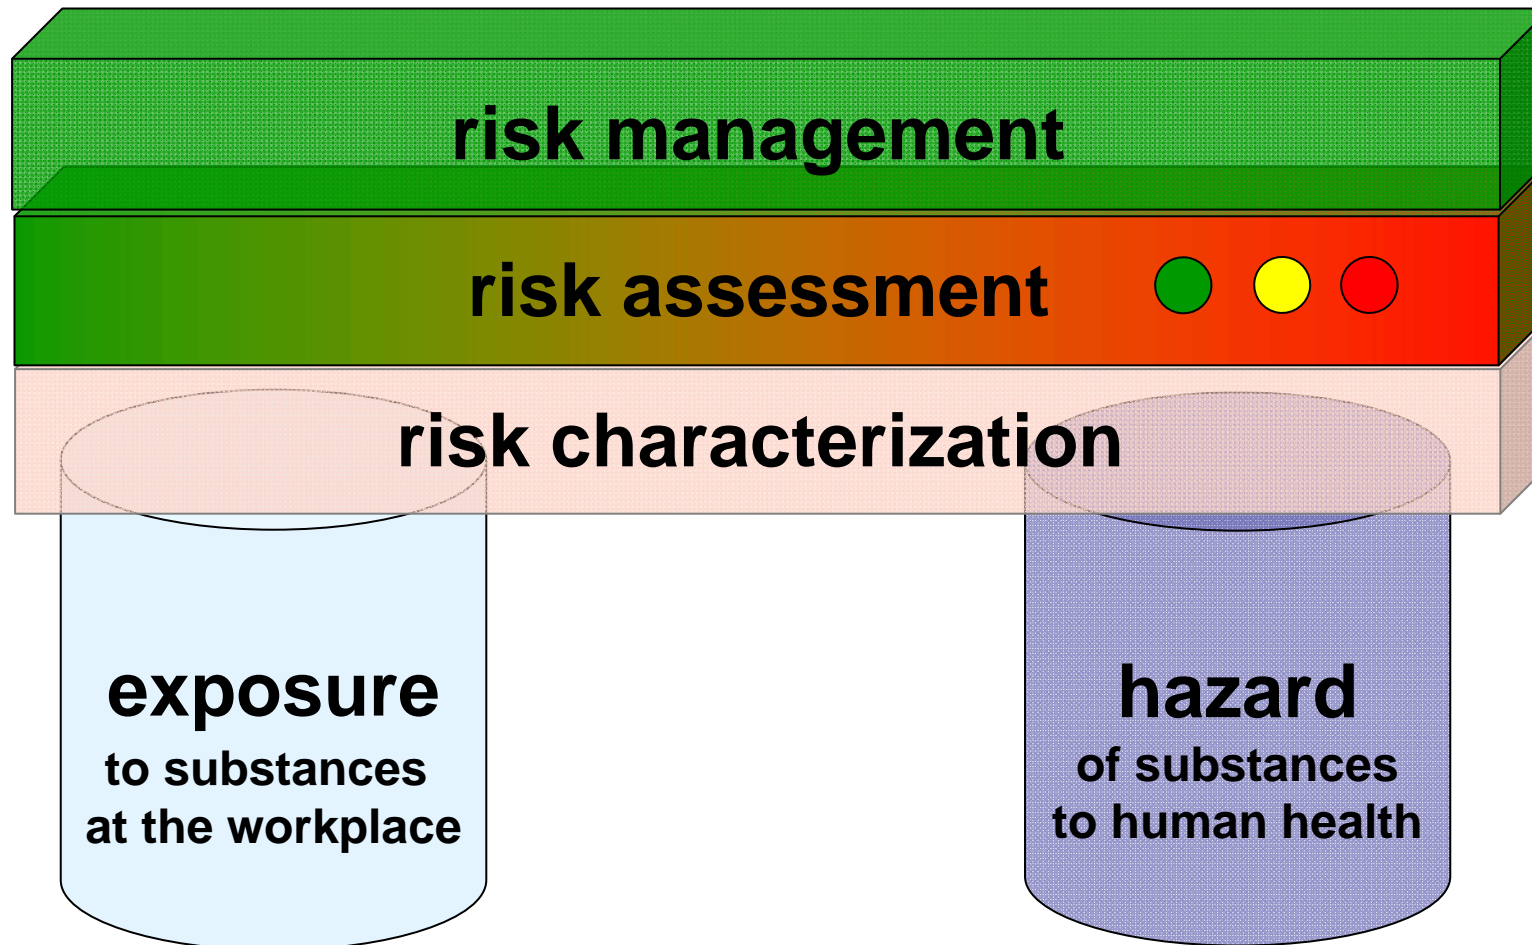 risk management
risk assessment
risk characterization
exposure
to substances
at the workplace
hazard
of substances
to human health